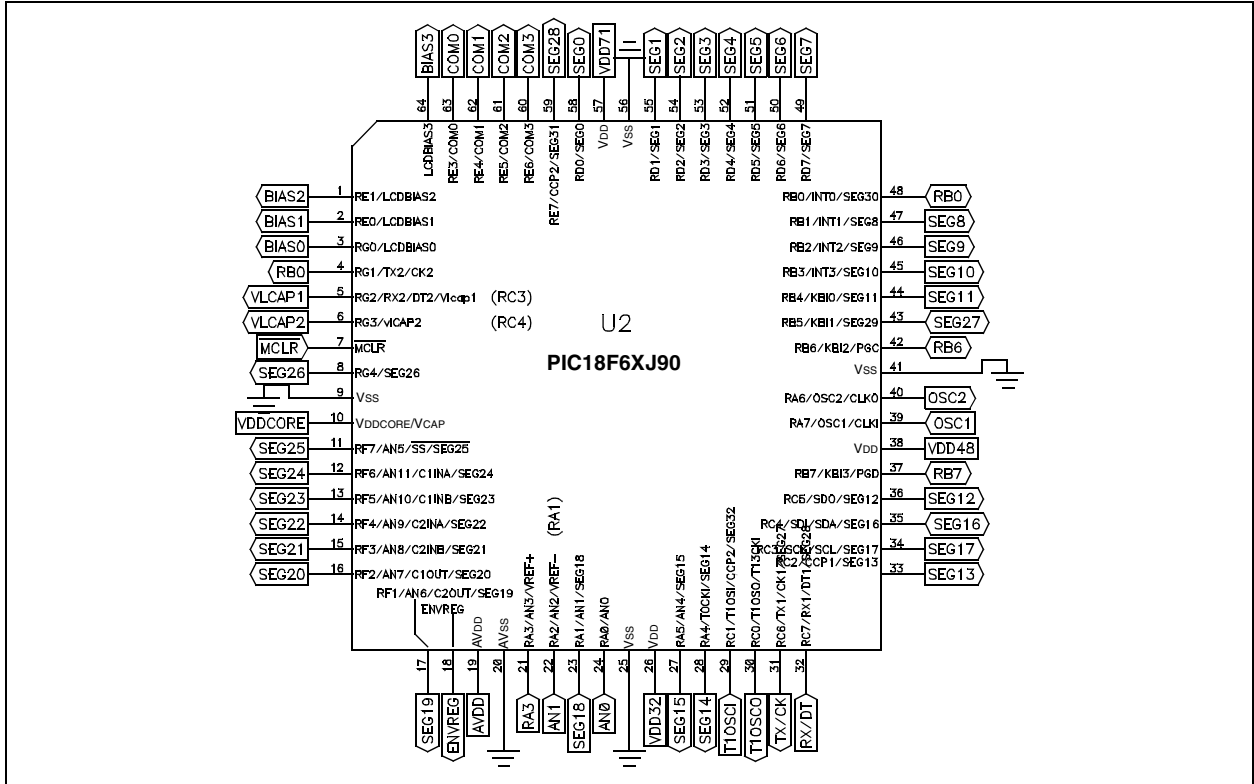 BIAS3
COM0
COM1
COM2
COM3
SEG28
SEG0
VDD71
SEG1
SEG2
SEG3
SEG4
SEG5
SEG6
SEG7
64
63
62
61
60
59
58
57
56
55
54
53
52
51
50
49
LCDBIAS3
RE3/COM0
RE4/COM1
RE5/COM2
RE6/COM3
RE7/CCP2/SEG31
RD0/SEG0
VDD
VSS
RD1/SEG1
RD2/SEG2
RD3/SEG3
RD4/SEG4
RD5/SEG5
RD6/SEG6
RD7/SEG7
BIAS2 1 RE1/LCDBIAS2
BIAS1 2 RE0/LCDBIAS1
BIAS0 3 RG0/LCDBIAS0
RB0 4 RG1/TX2/CK2
VLCAP1 5 RG2/RX2/DT2/Vlcap1 (RC3)
VLCAP2 6 RG3/vlCAP2 (RC4)
MCLR 7 MCLR
SEG26 8 RG4/SEG26
9 VSS
VDDCORE 10 VDDCORE/VCAP
SEG25 11 RF7/AN5/SS/SEG25
SEG24 12 RF6/AN11/C1INA/SEG24
SEG23 13 RF5/AN10/C1INB/SEG23
SEG22 14 RF4/AN9/C2INA/SEG22
SEG21 15 RF3/AN8/C2INB/SEG21
SEG20 16 RF2/AN7/C1OUT/SEG20
U2
PIC18F6XJ90
RB0/INT0/SEG30 48 RB0
RB1/INT1/SEG8 47 SEG8
RB2/INT2/SEG9 46 SEG9
RB3/INT3/SEG10 45 SEG10
RB4/KBI0/SEG11 44 SEG11
RB5/KBI1/SEG29 43 SEG27
RB6/KBI2/PGC 42 RB6
VSS 41
RA6/OSC2/CLKO 40 OSC2
RA7/OSC1/CLKI 39 OSC1
VDD 38 VDD48
RB7/KBI3/PGD 37 RB7
RC5/SDO/SEG12 36 SEG12
RC4/SDI/SDA/SEG16 35 SEG16
RC3/SCK/SCL/SEG17 34 SEG17
RC2/CCP1/SEG13 33 SEG13
RF1/AN6/C2OUT/SEG19
ENVREG
AVDD
AVSS
RA3/AN3/VREF+
RA2/AN2/VREF-
(RA1)
RA1/AN1/SEG18
RA0/AN0
VSS
VDD
RA5/AN4/SEG15
RA4/T0CKI/SEG14
RC1/T1OSI/CCP2/SEG32
RC0/T1OSO/T13CKI
RC6/TX1/CK1/SEG27
RC7/RX1/DT1/SEG28
17
18
19
20
21
22
23
24
25
26
27
28
29
30
31
32
SEG19
ENVREG
AVDD
RA3
AN1
SEG18
AN0
VDD32
SEG15
SEG14
T1OSCI
T1OSCO
TX/CK
RX/DT